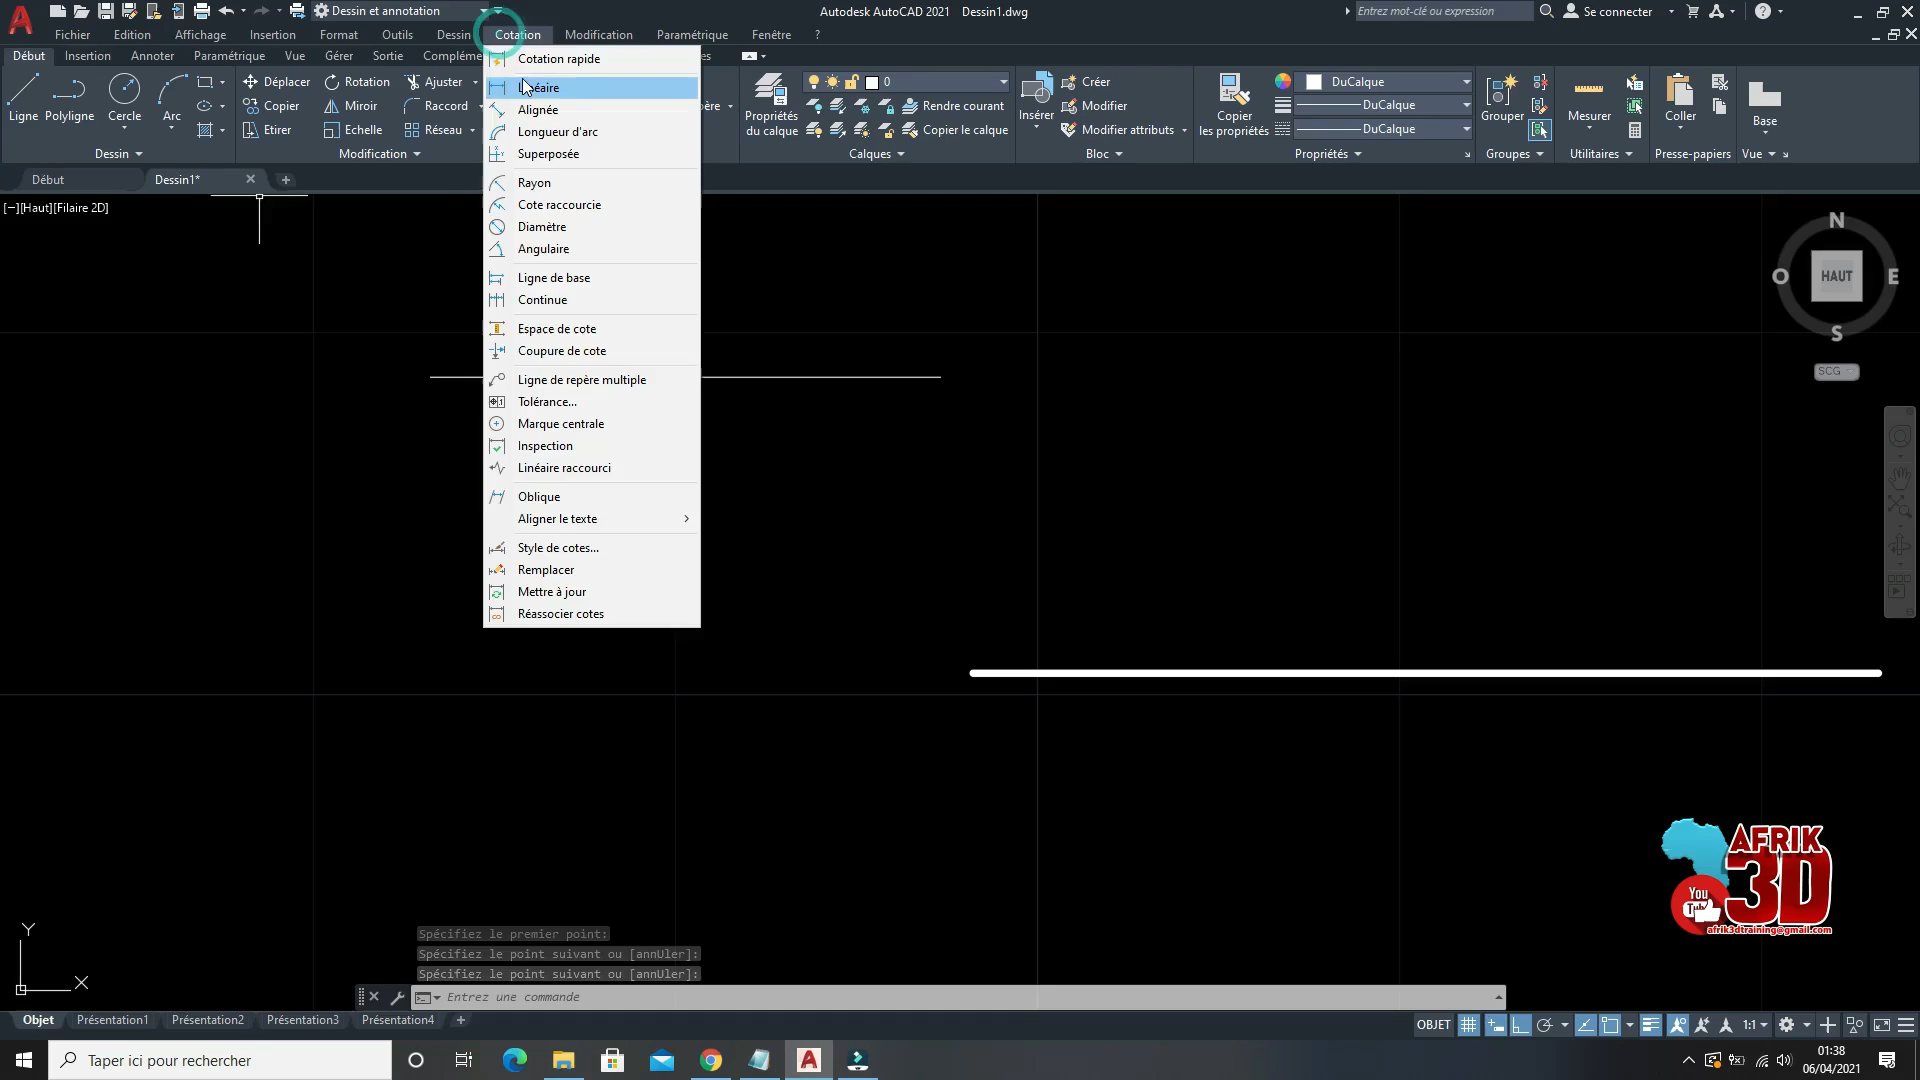 Dessin et annotation
Autodesk AutoCAD 2021 Dessin1.dwg
Entrez mot-clé ou expression
Se connecter
Fichier Edition Affichage Insertion Format Outils Dessin Cotation Modification Paramétrique Fenêtre ?
Début Insertion Annoter Paramétrique Vue Gérer Sortie
Déplacer Rotation Ajuster
Copier Miroir Raccord
Etirer Echelle Réseau
Ligne Polyligne Cercle Arc
Dessin
Modification
Cotation rapide
Linéaire
Alignée
Longueur d'arc
Superposée
Rayon
Cote raccourcie
Diamètre
Angulaire
Ligne de base
Continue
Espace de cote
Coupure de cote
Ligne de repère multiple
Tolérance...
Marque centrale
Inspection
Linéaire raccourci
Oblique
Aligner le texte
Style de cotes...
Remplacer
Mettre à jour
Réassocier cotes
Propriétés
du calque
0
Rendre courant
Copier le calque
Calques
Insérer
Créer
Modifier
Modifier attributs
Bloc
Copier
les propriétés
DuCalque
DuCalque
DuCalque
Propriétés
Grouper
Groupes
Mesurer
Utilitaires
Coller
Presse-papiers
Base
Vue
Début
Dessin1*
[−][Haut][Filaire 2D]
N
O HAUT E
S
SCG
AFRIK
3D
You
Tub
afrik3dtraining@gmail.com
Y
X
Spécifiez le premier point:
Spécifiez le point suivant ou [annUler]:
Spécifiez le point suivant ou [annUler]:
Entrez une commande
Objet Présentation1 Présentation2 Présentation3 Présentation4 +
OBJET
1:1
Taper ici pour rechercher
01:38
06/04/2021